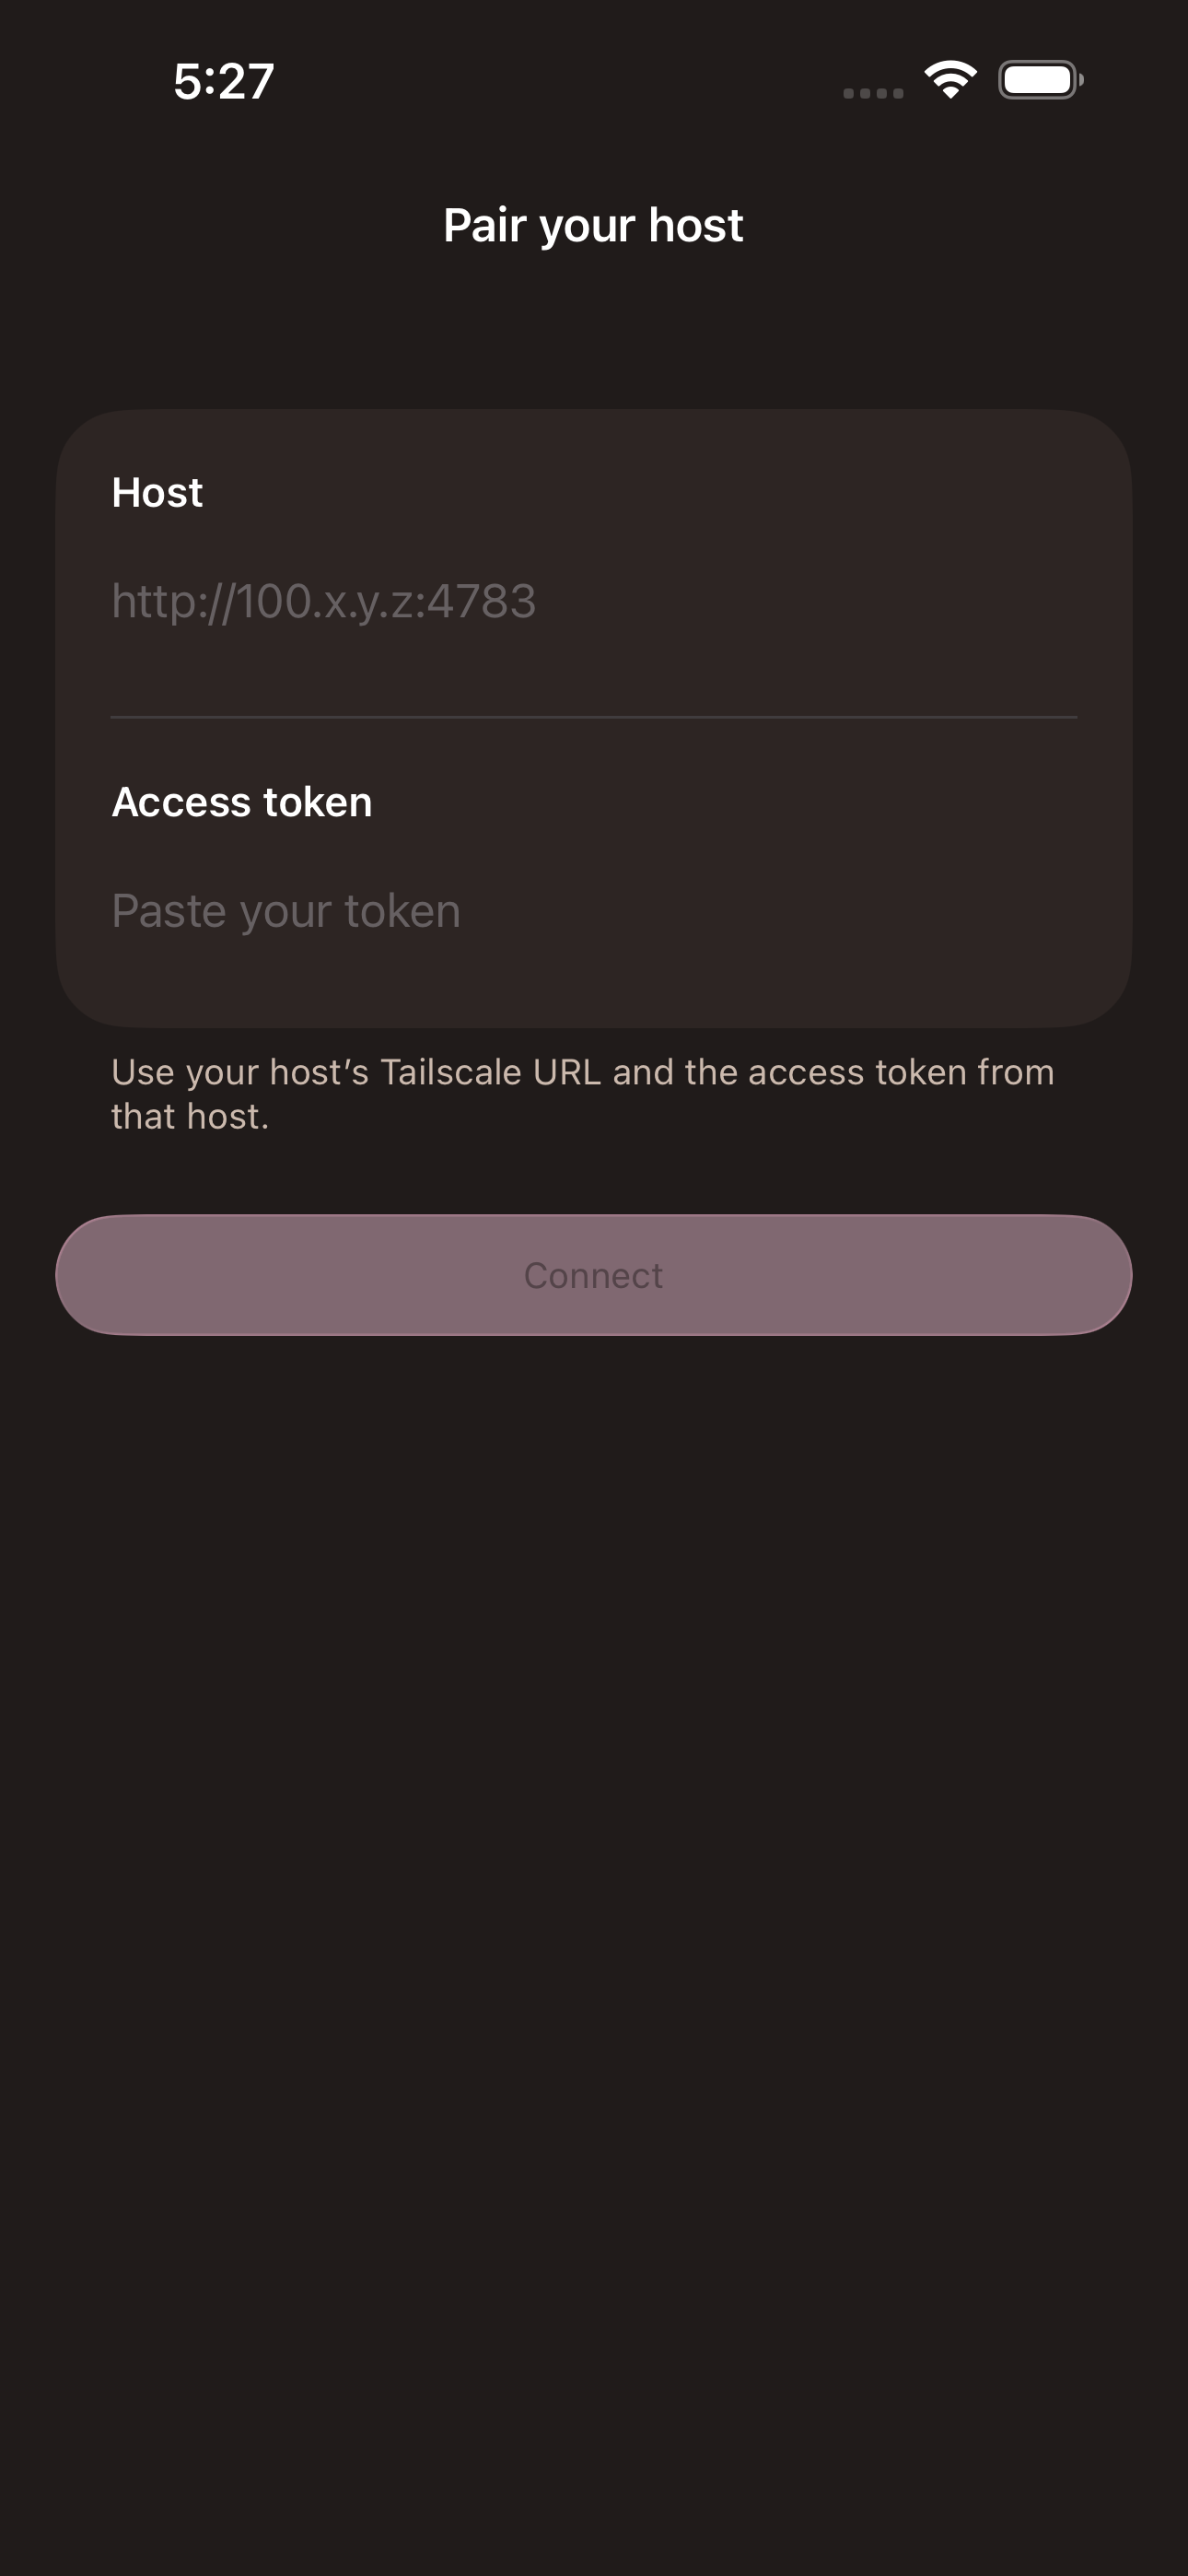 5:27
Pair your host
Host
http://100.x.y.z:4783
Access token
Paste your token
Use your host’s Tailscale URL and the access token from
that host.
Connect